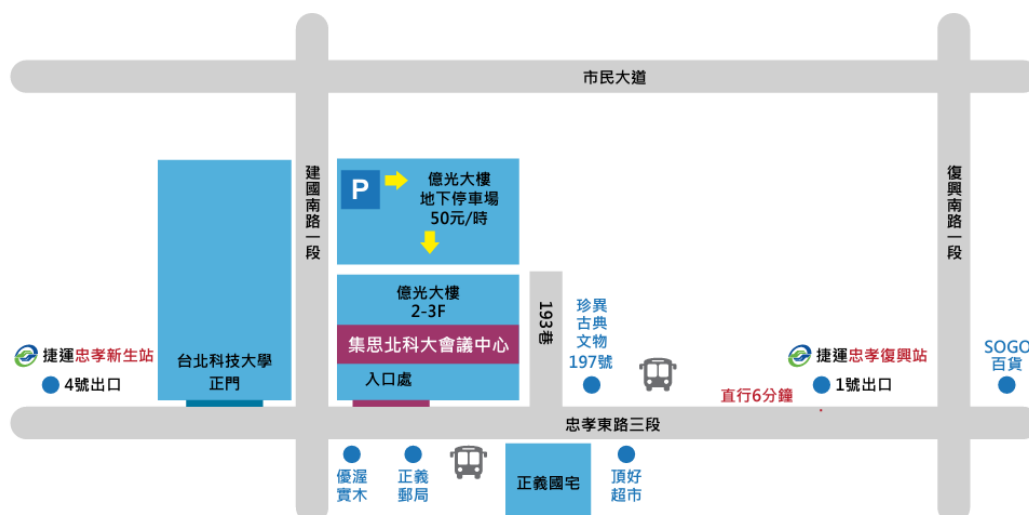 市民大道
建國南路一段
復興南路一段
P
億光大樓
地下停車場
50元/時
億光大樓
2-3F
集思北科大會議中心
入口處
193巷
珍異
古典
文物
197號
捷運忠孝新生站
4號出口
台北科技大學
正門
捷運忠孝復興站
1號出口
直行6分鐘
SOGO
百貨
忠孝東路三段
優渥
實木
正義
郵局
正義國宅
頂好
超市